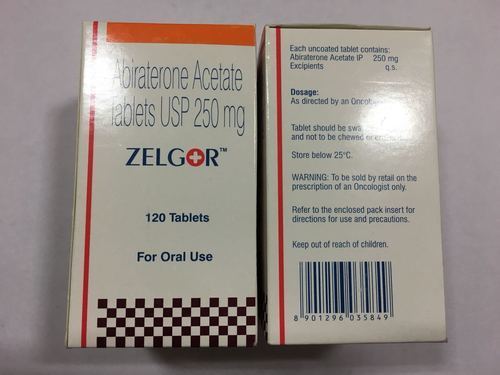 Abiraterone Acetate
Tablets USP 250 mg
ZELGOR™
120 Tablets
For Oral Use
Each uncoated tablet contains:
Abiraterone Acetate IP 250 mg
Excipients q.s.
Dosage:
As directed by an Oncologist
Tablet should be
and not to be chewed or
Store below 25°C.
WARNING: To be sold by retail on the
prescription of an Oncologist only.
Refer to the enclosed pack insert for
directions for use and precautions.
Keep out of reach of children.
8 901296 035849